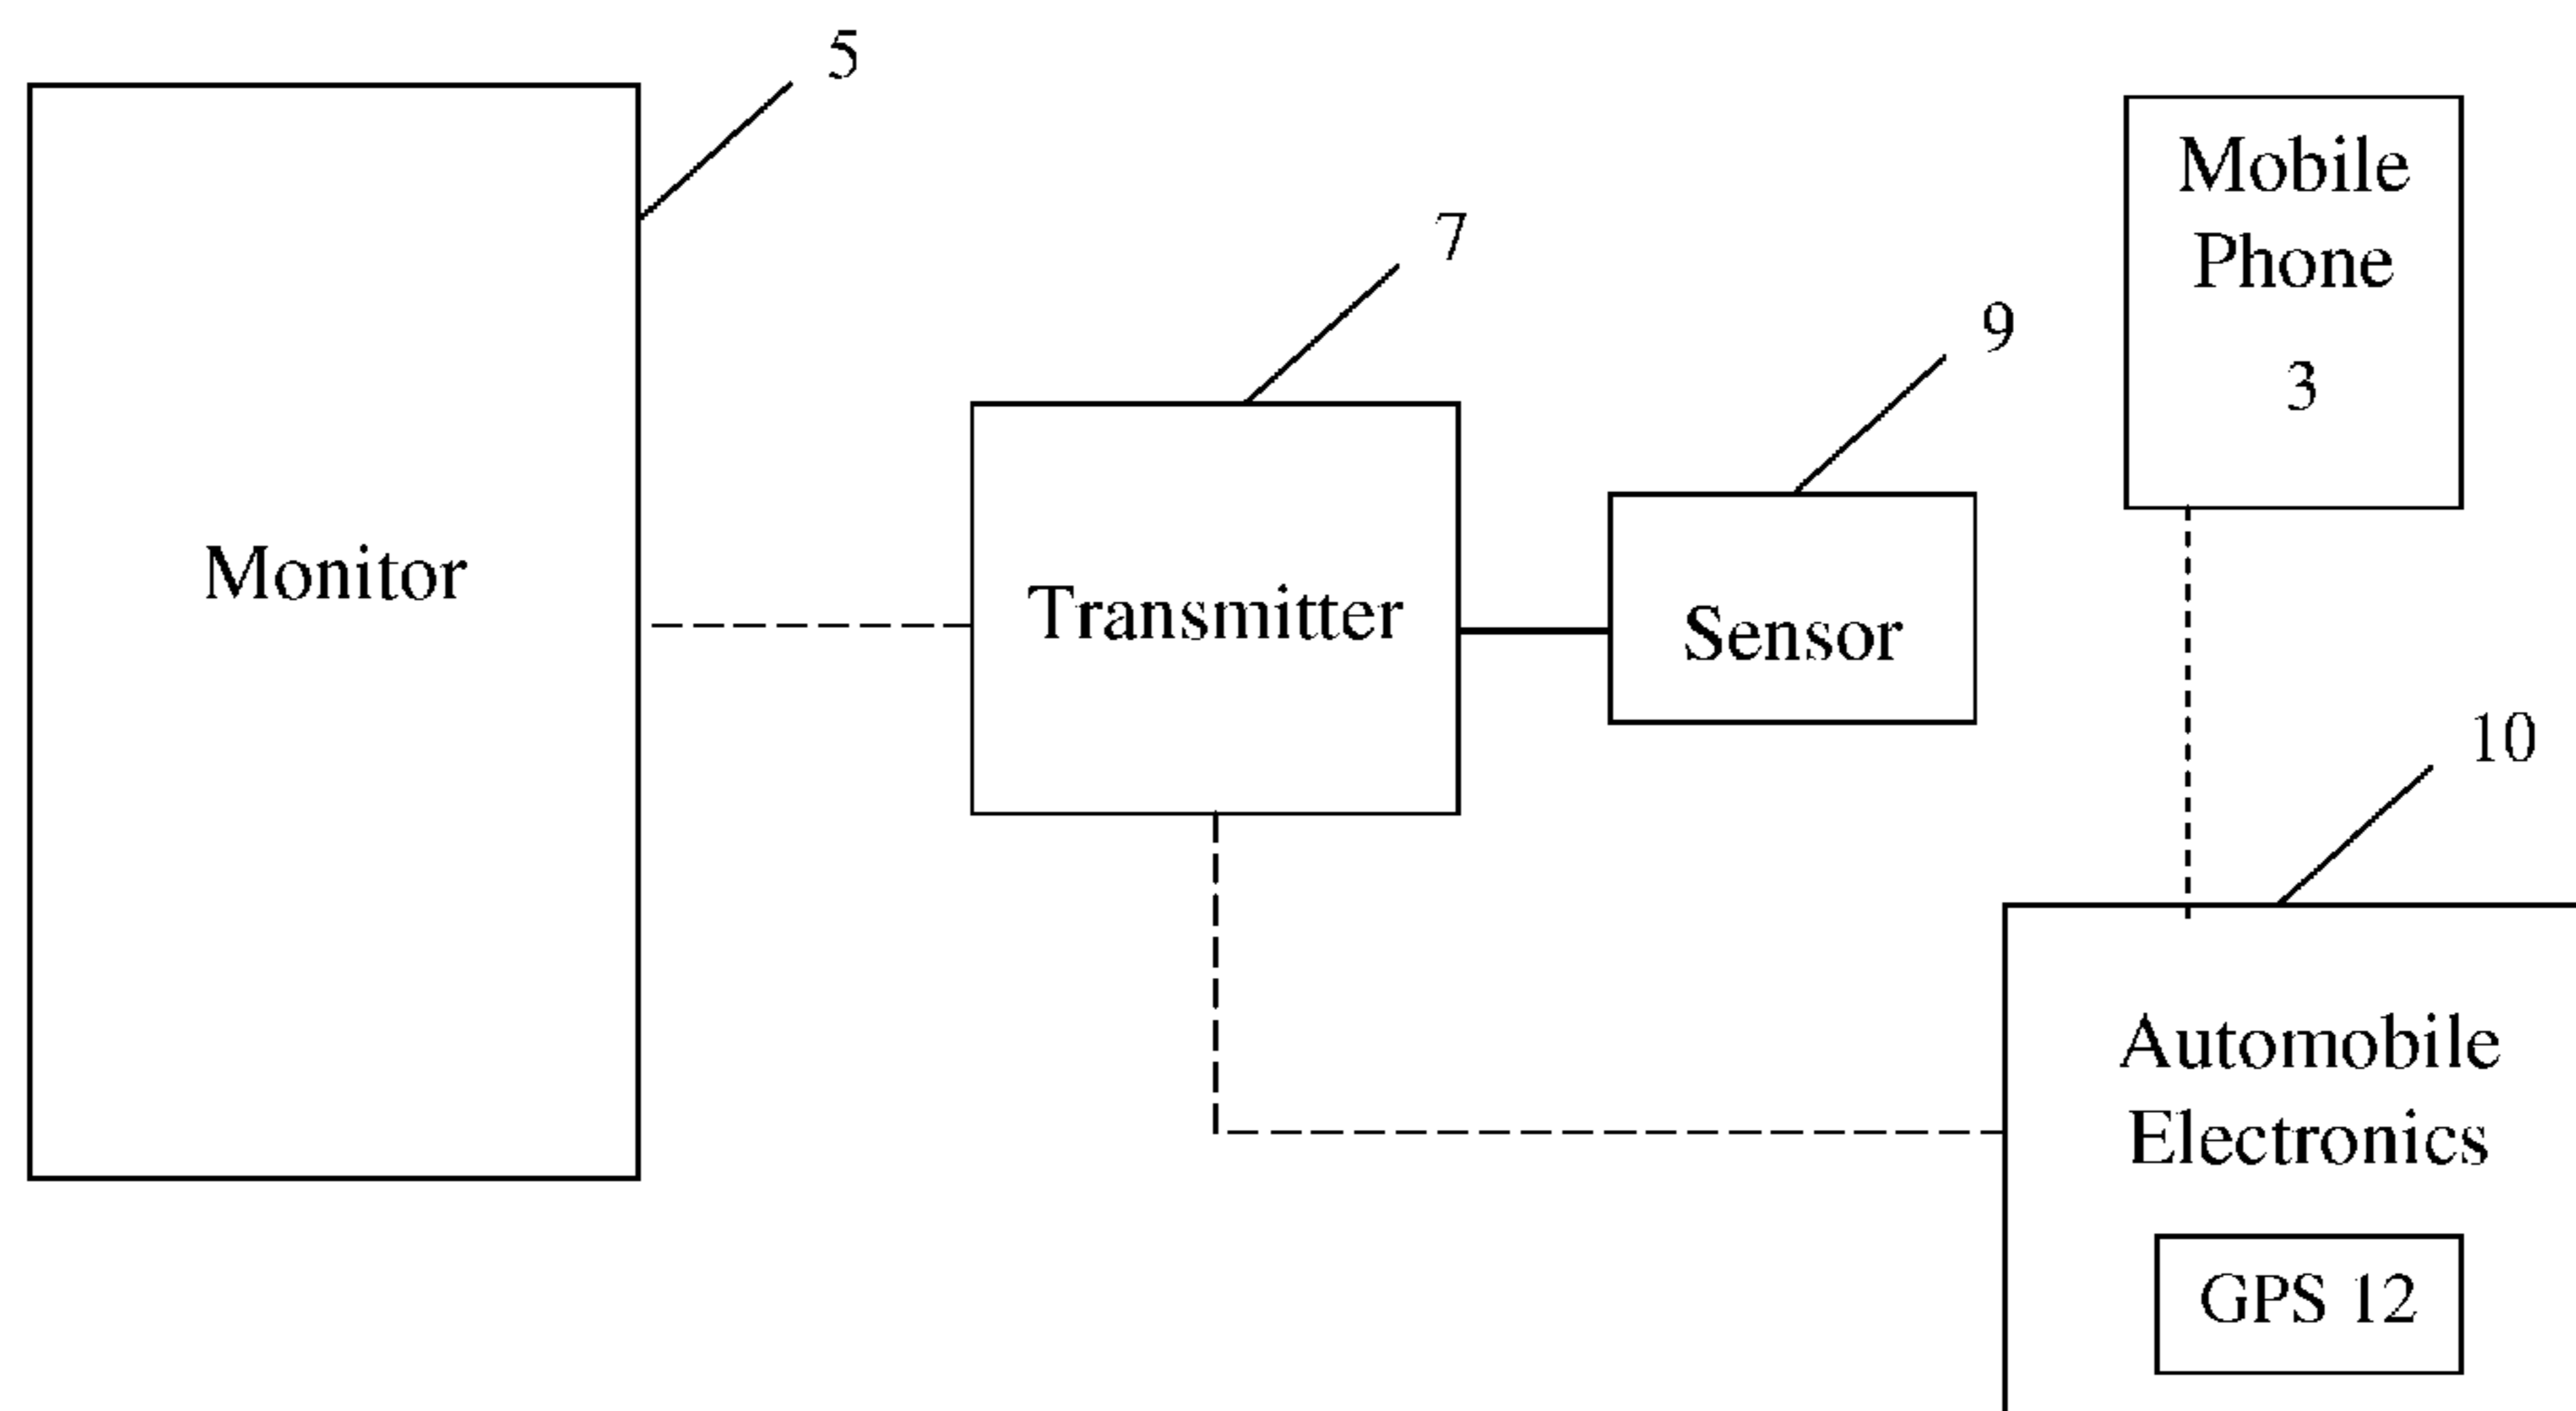 5
Mobile
Phone
3
7
9
Monitor
Transmitter
Sensor
10
Automobile
Electronics
GPS 12